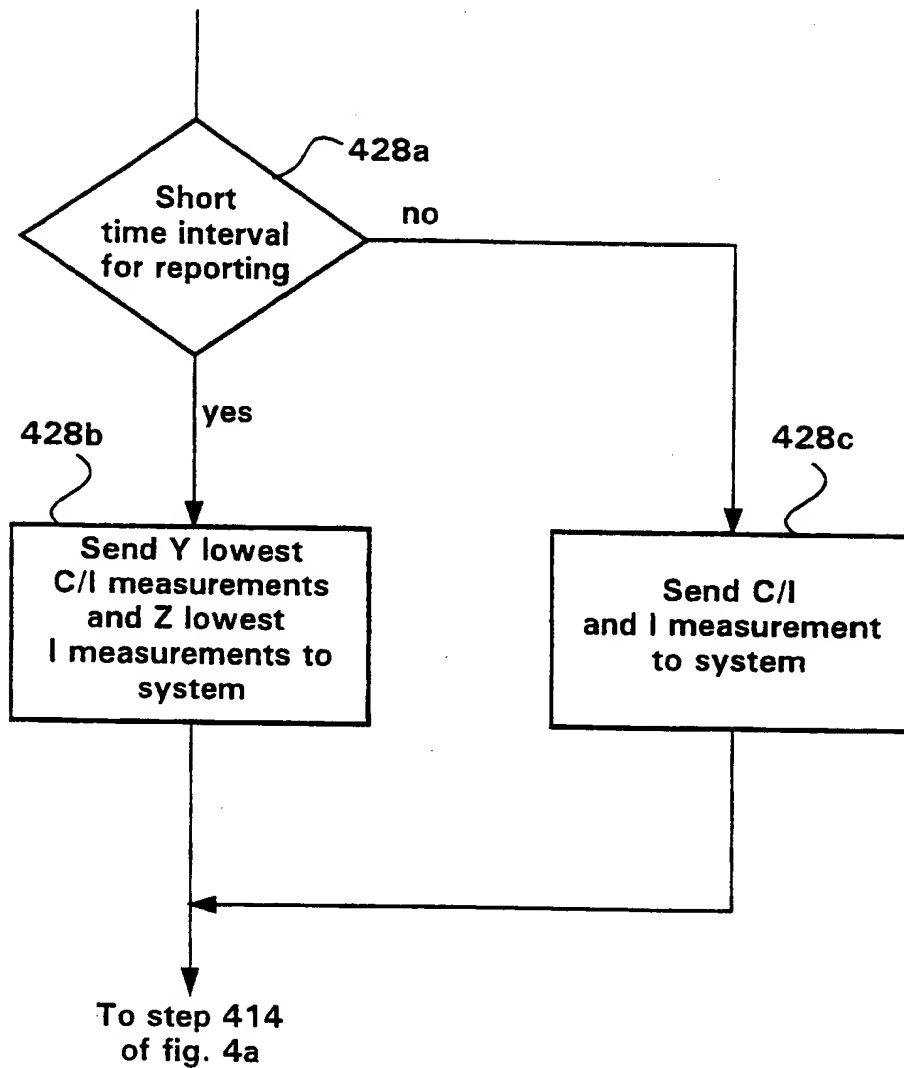 428a
Short
time interval
for reporting
no
yes
428b
428c
Send Y lowest
C/I measurements
and Z lowest
I measurements to
system
Send C/I
and I measurement
to system
To step 414
of fig. 4a